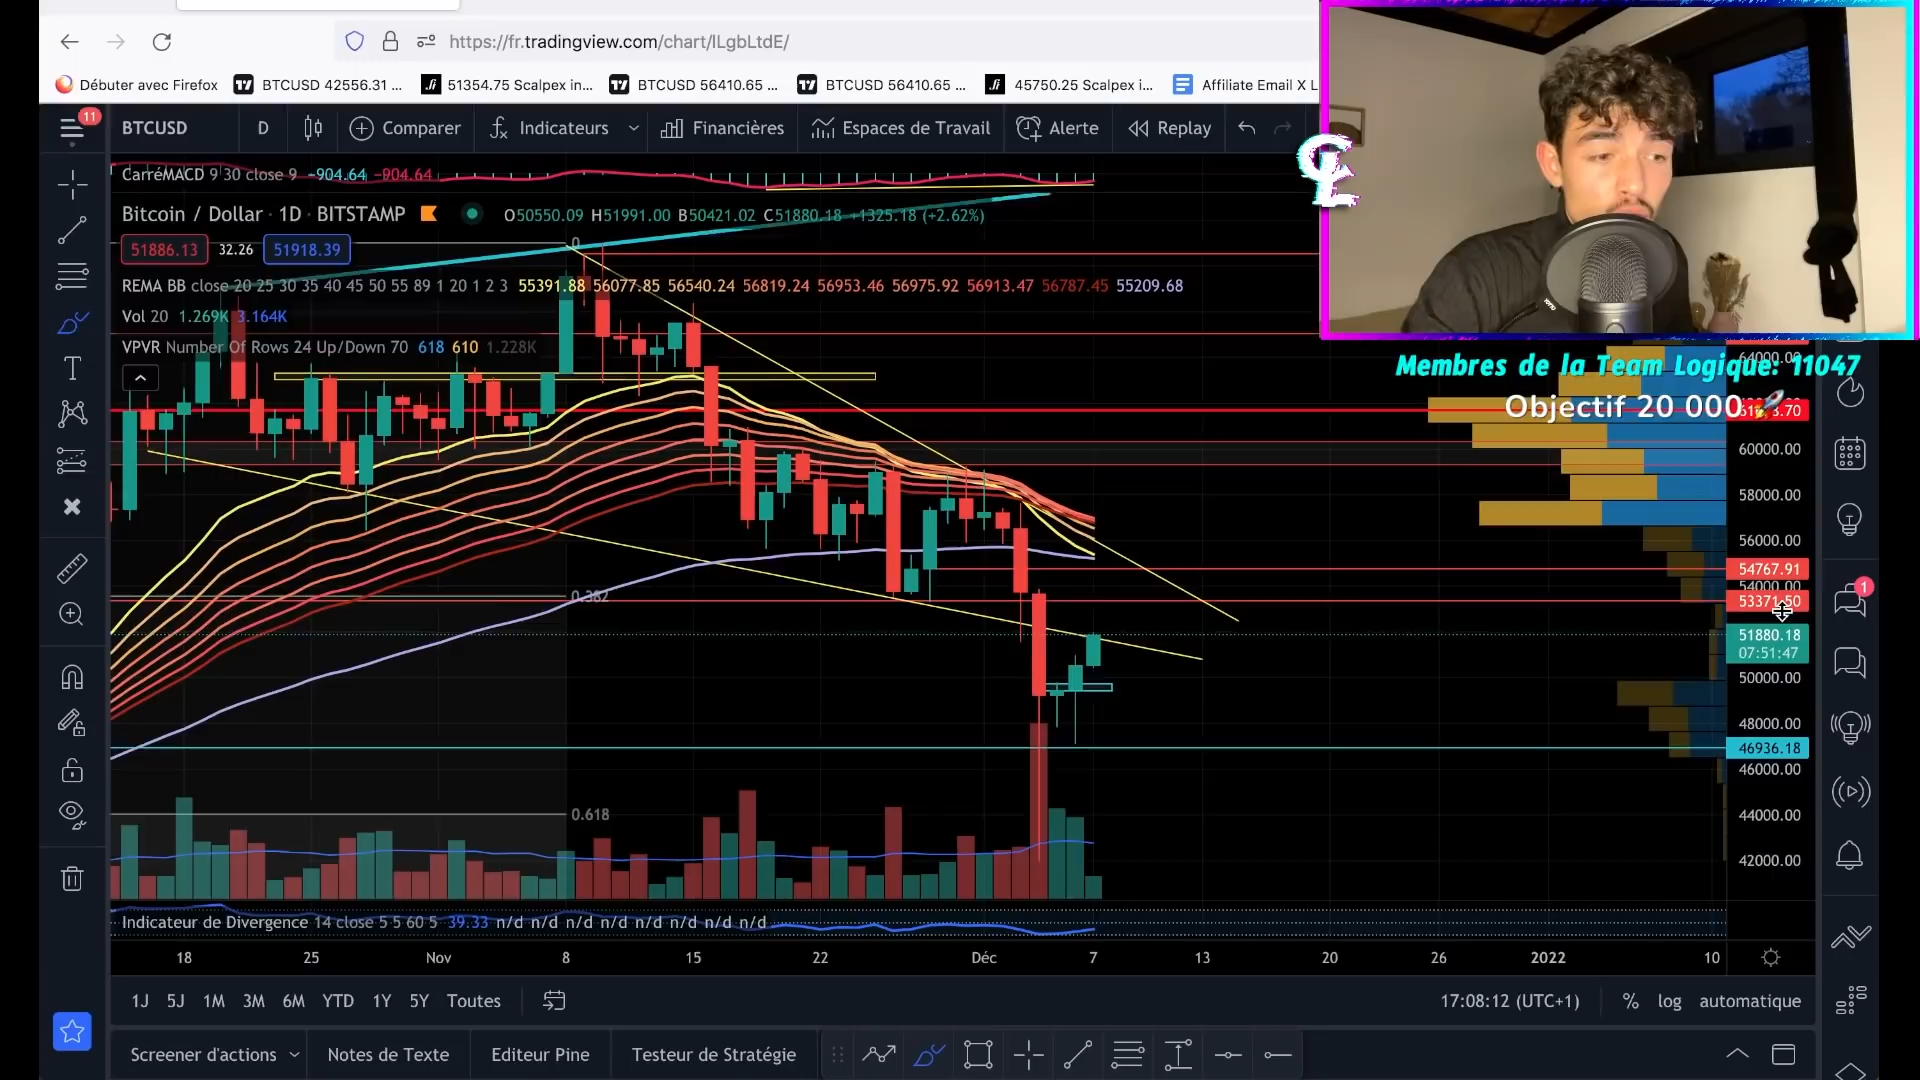 https://fr.tradingview.com/chart/lLgbLtdE/
Débuter avec Firefox BTCUSD 42556.31 ... 51354.75 Scalpex in... BTCUSD 56410.65 ... BTCUSD 56410.65 ... 45750.25 Scalpex i... Affiliate Email X L
11
BTCUSD D Comparer Indicateurs Financières Espaces de Travail Alerte Replay
CarréMACD 9 30 close 9 −904.64 −904.64
Bitcoin / Dollar · 1D · BITSTAMP O50550.09 H51991.00 B50421.02 C51880.18 +1325.18 (+2.62%)
51886.13 32.26 51918.39
0
REMA BB close 20 25 30 35 40 45 50 55 89 1 20 1 2 3 55391.88 56077.85 56540.24 56819.24 56953.46 56975.92 56913.47 56787.45 55209.68
Vol 20 1.269K 3.164K
VPVR Number Of Rows 24 Up/Down 70 618 610 1.228K
64000.00
Membres de la Team Logique: 11047
Objectif 20 000 🚀
60000.00
58000.00
56000.00
54767.91
54000.00
53371.50
1
0.382
51880.18
07:51:47
50000.00
48000.00
46936.18
46000.00
0.618
44000.00
42000.00
Indicateur de Divergence 14 close 5 5 60 5 39.33 n/d n/d n/d n/d n/d n/d n/d n/d
18 25 Nov 8 15 22 Déc 7 13 20 26 2022 10
1J 5J 1M 3M 6M YTD 1Y 5Y Toutes 17:08:12 (UTC+1) % log automatique
Screener d'actions Notes de Texte Editeur Pine Testeur de Stratégie